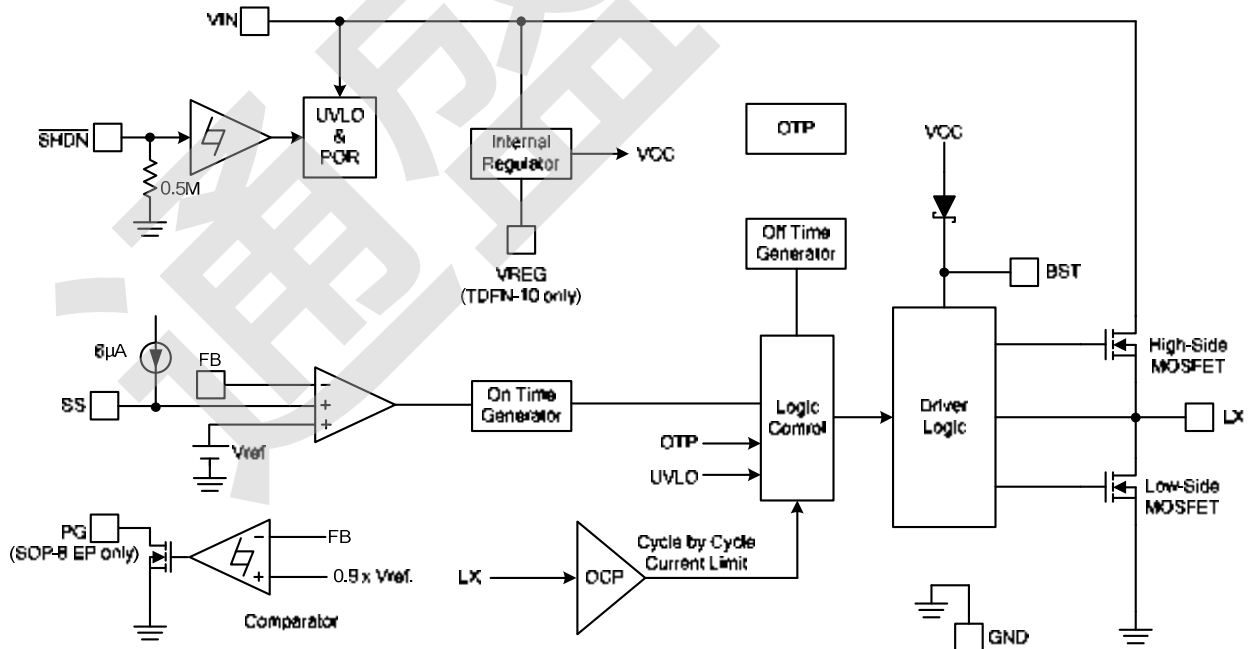 VIN
SHDN
0.5M
UVLO
&
POR
Internal
Regulator
VCC
VREG
(TDFN-10 only)
OTP
VCC
Off Time
Generator
BST
6µA
FB
SS
Vref
On Time
Generator
OTP
UVLO
Logic
Control
Driver
Logic
High-Side
MOSFET
LX
Low-Side
MOSFET
PG
(SOP-8 EP only)
FB
0.9 x Vref.
Comparator
LX
OCP
Cycle by Cycle
Current Limit
GND
通盛